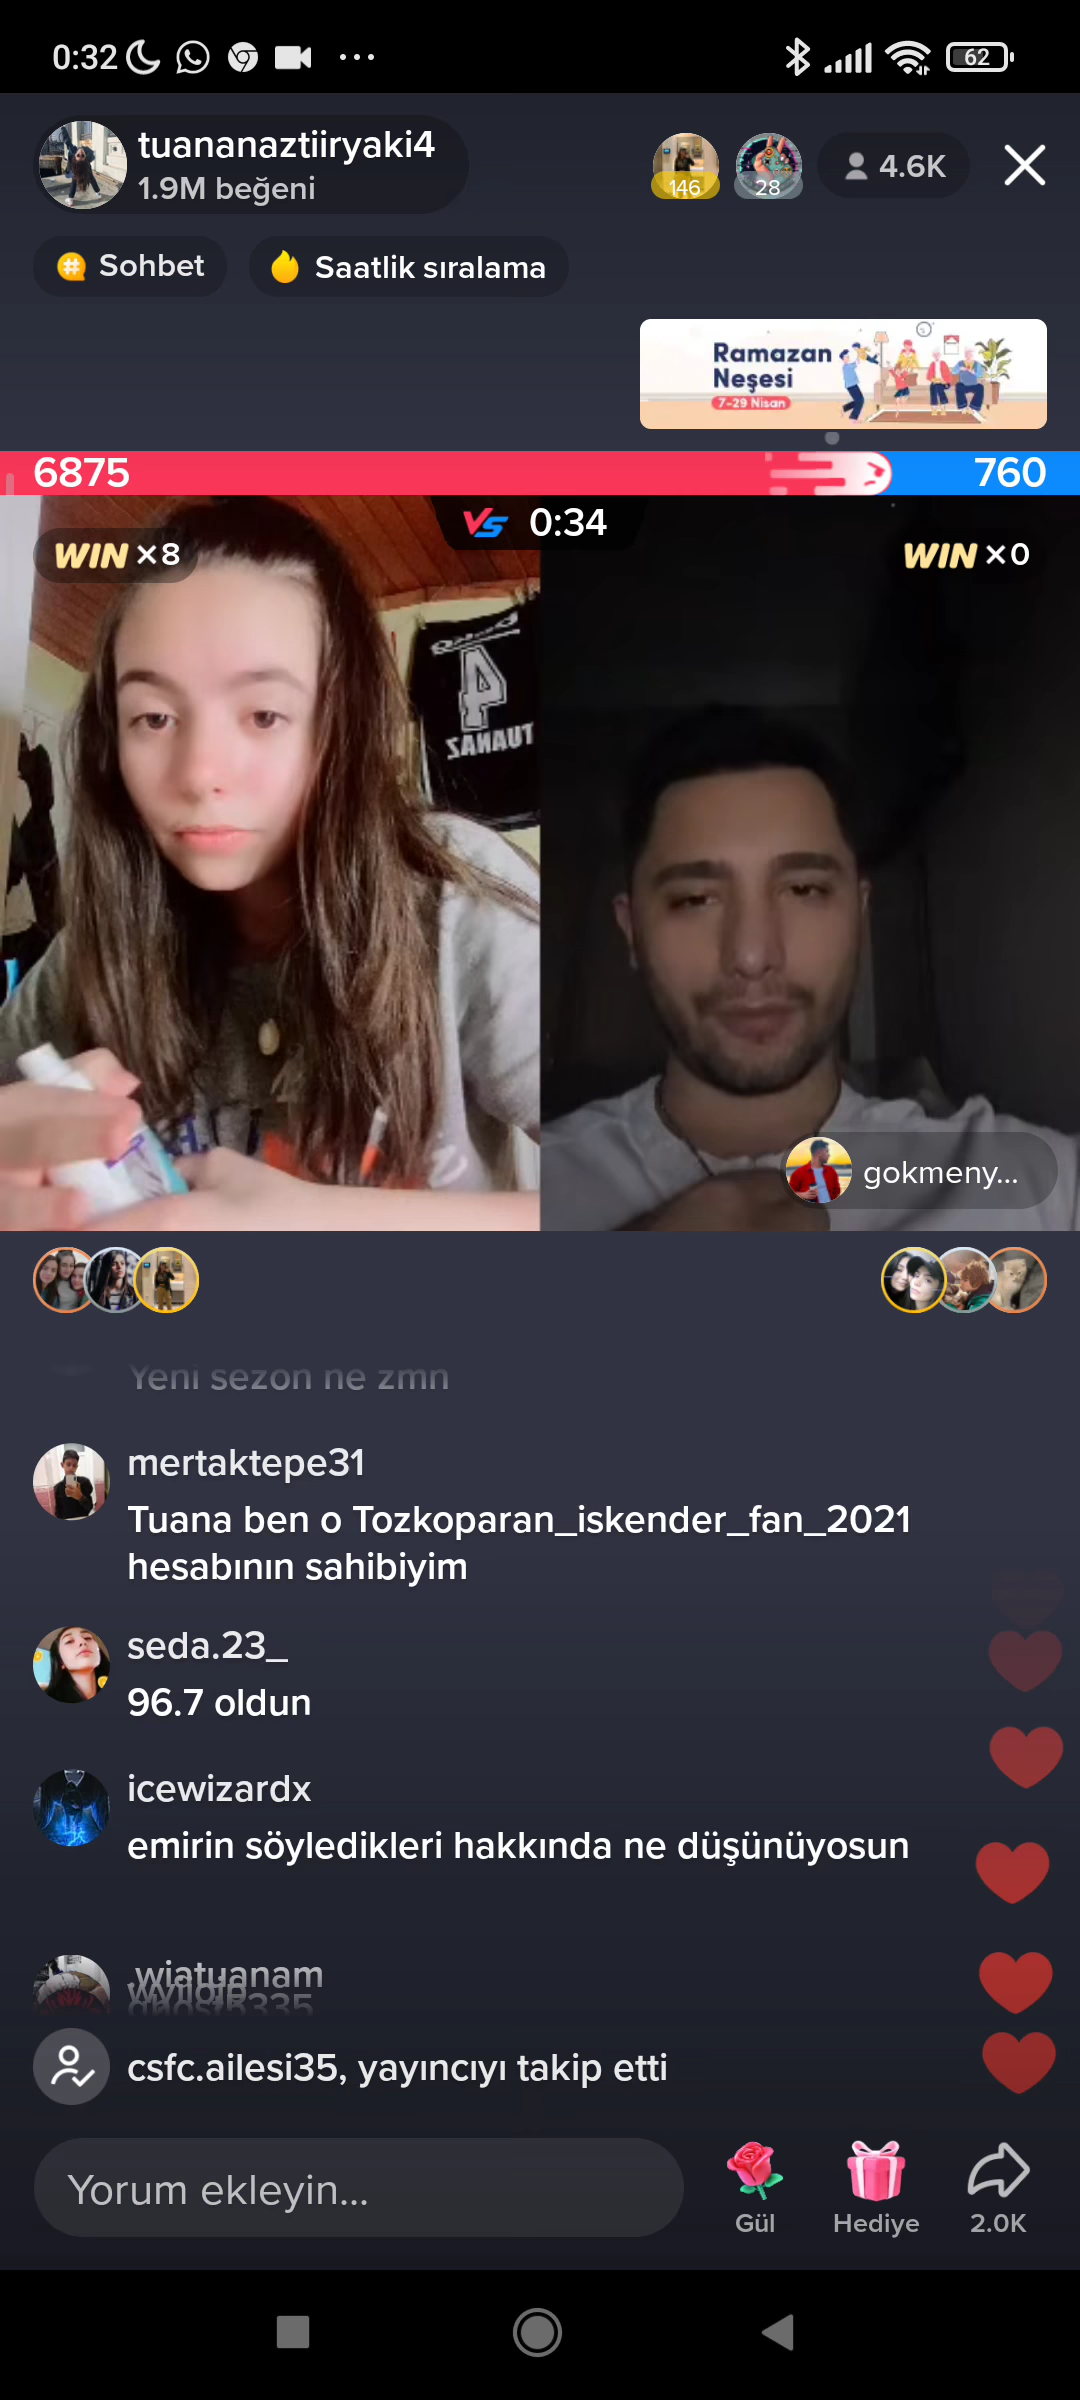 0:32
62
tuananaztiiryaki4
1.9M beğeni
146
28
4.6K
Sohbet
Saatlik sıralama
Ramazan
Neşesi
7-29 Nisan
6875
760
VS 0:34
WIN ×8
WIN ×0
4
TUANAZ
gokmeny...
Yeni sezon ne zmn
mertaktepe31
Tuana ben o Tozkoparan_iskender_fan_2021
hesabının sahibiyim
seda.23_
96.7 oldun
icewizardx
emirin söyledikleri hakkında ne düşünüyosun
csfc.ailesi35, yayıncıyı takip etti
Yorum ekleyin...
Gül
Hediye
2.0K